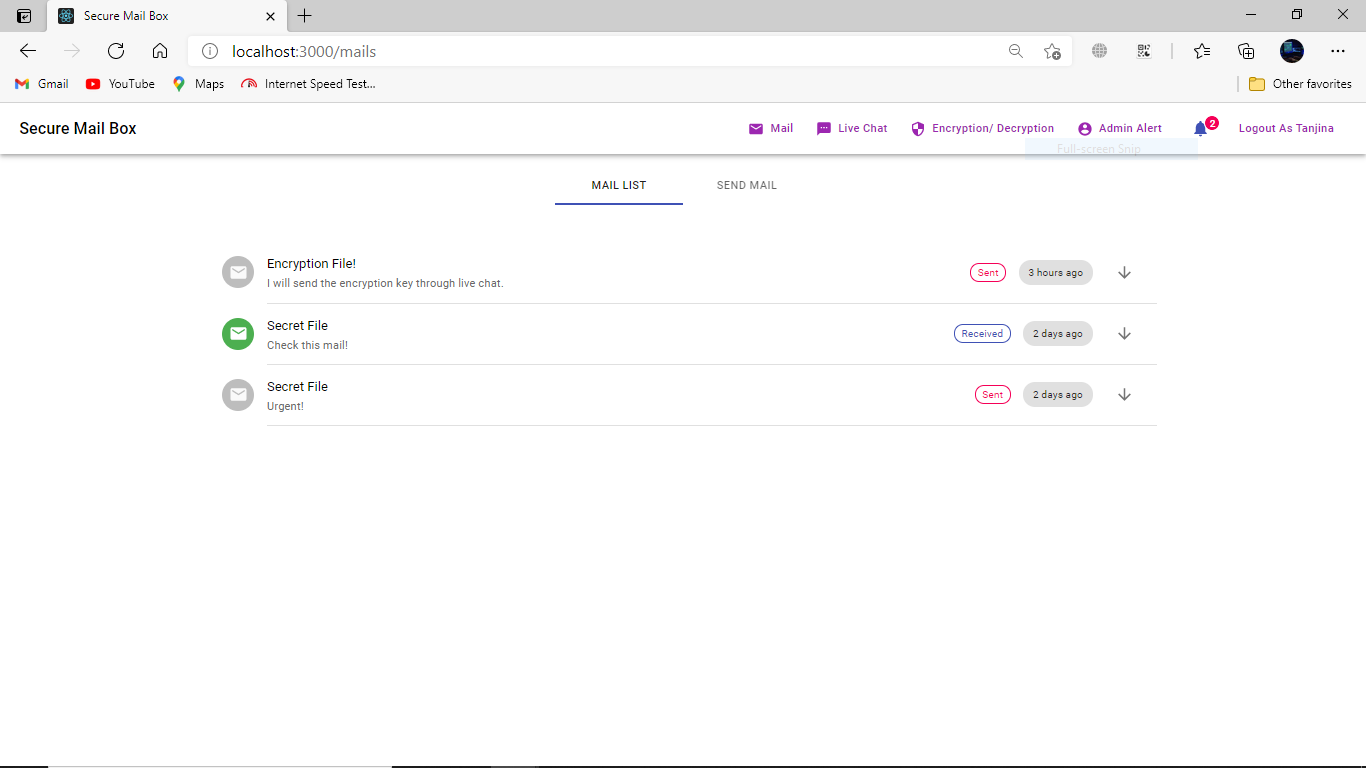 Secure Mail Box
localhost:3000/mails
Gmail YouTube Maps Internet Speed Test... Other favorites
Secure Mail Box Mail Live Chat Encryption/ Decryption Admin Alert 2 Logout As Tanjina
Full-screen Snip
MAIL LIST SEND MAIL
Encryption File!
I will send the encryption key through live chat.
Sent 3 hours ago
Secret File
Check this mail!
Received 2 days ago
Secret File
Urgent!
Sent 2 days ago